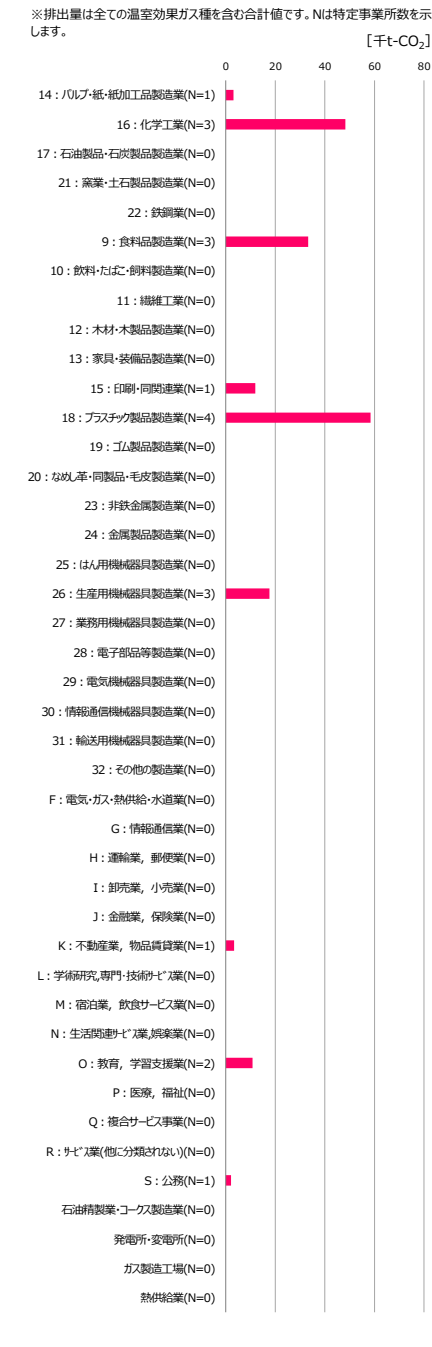 ※排出量は全ての温室効果ガス種を含む合計値です。Nは特定事業所数を示
します。
[千t-CO₂]
0 20 40 60 80
14：パルプ・紙・紙加工品製造業(N=1)
16：化学工業(N=3)
17：石油製品・石炭製品製造業(N=0)
21：窯業・土石製品製造業(N=0)
22：鉄鋼業(N=0)
9：食料品製造業(N=3)
10：飲料・たばこ・飼料製造業(N=0)
11：繊維工業(N=0)
12：木材・木製品製造業(N=0)
13：家具・装備品製造業(N=0)
15：印刷・同関連業(N=1)
18：プラスチック製品製造業(N=4)
19：ゴム製品製造業(N=0)
20：なめし革・同製品・毛皮製造業(N=0)
23：非鉄金属製造業(N=0)
24：金属製品製造業(N=0)
25：はん用機械器具製造業(N=0)
26：生産用機械器具製造業(N=3)
27：業務用機械器具製造業(N=0)
28：電子部品等製造業(N=0)
29：電気機械器具製造業(N=0)
30：情報通信機械器具製造業(N=0)
31：輸送用機械器具製造業(N=0)
32：その他の製造業(N=0)
F：電気・ガス・熱供給・水道業(N=0)
G：情報通信業(N=0)
H：運輸業，郵便業(N=0)
I：卸売業，小売業(N=0)
J：金融業，保険業(N=0)
K：不動産業，物品賃貸業(N=1)
L：学術研究,専門・技術ｻｰﾋﾞｽ業(N=0)
M：宿泊業，飲食サービス業(N=0)
N：生活関連ｻｰﾋﾞｽ業,娯楽業(N=0)
O：教育，学習支援業(N=2)
P：医療，福祉(N=0)
Q：複合サービス事業(N=0)
R：ｻｰﾋﾞｽ業(他に分類されない)(N=0)
S：公務(N=1)
石油精製業・コークス製造業(N=0)
発電所・変電所(N=0)
ガス製造工場(N=0)
熱供給業(N=0)